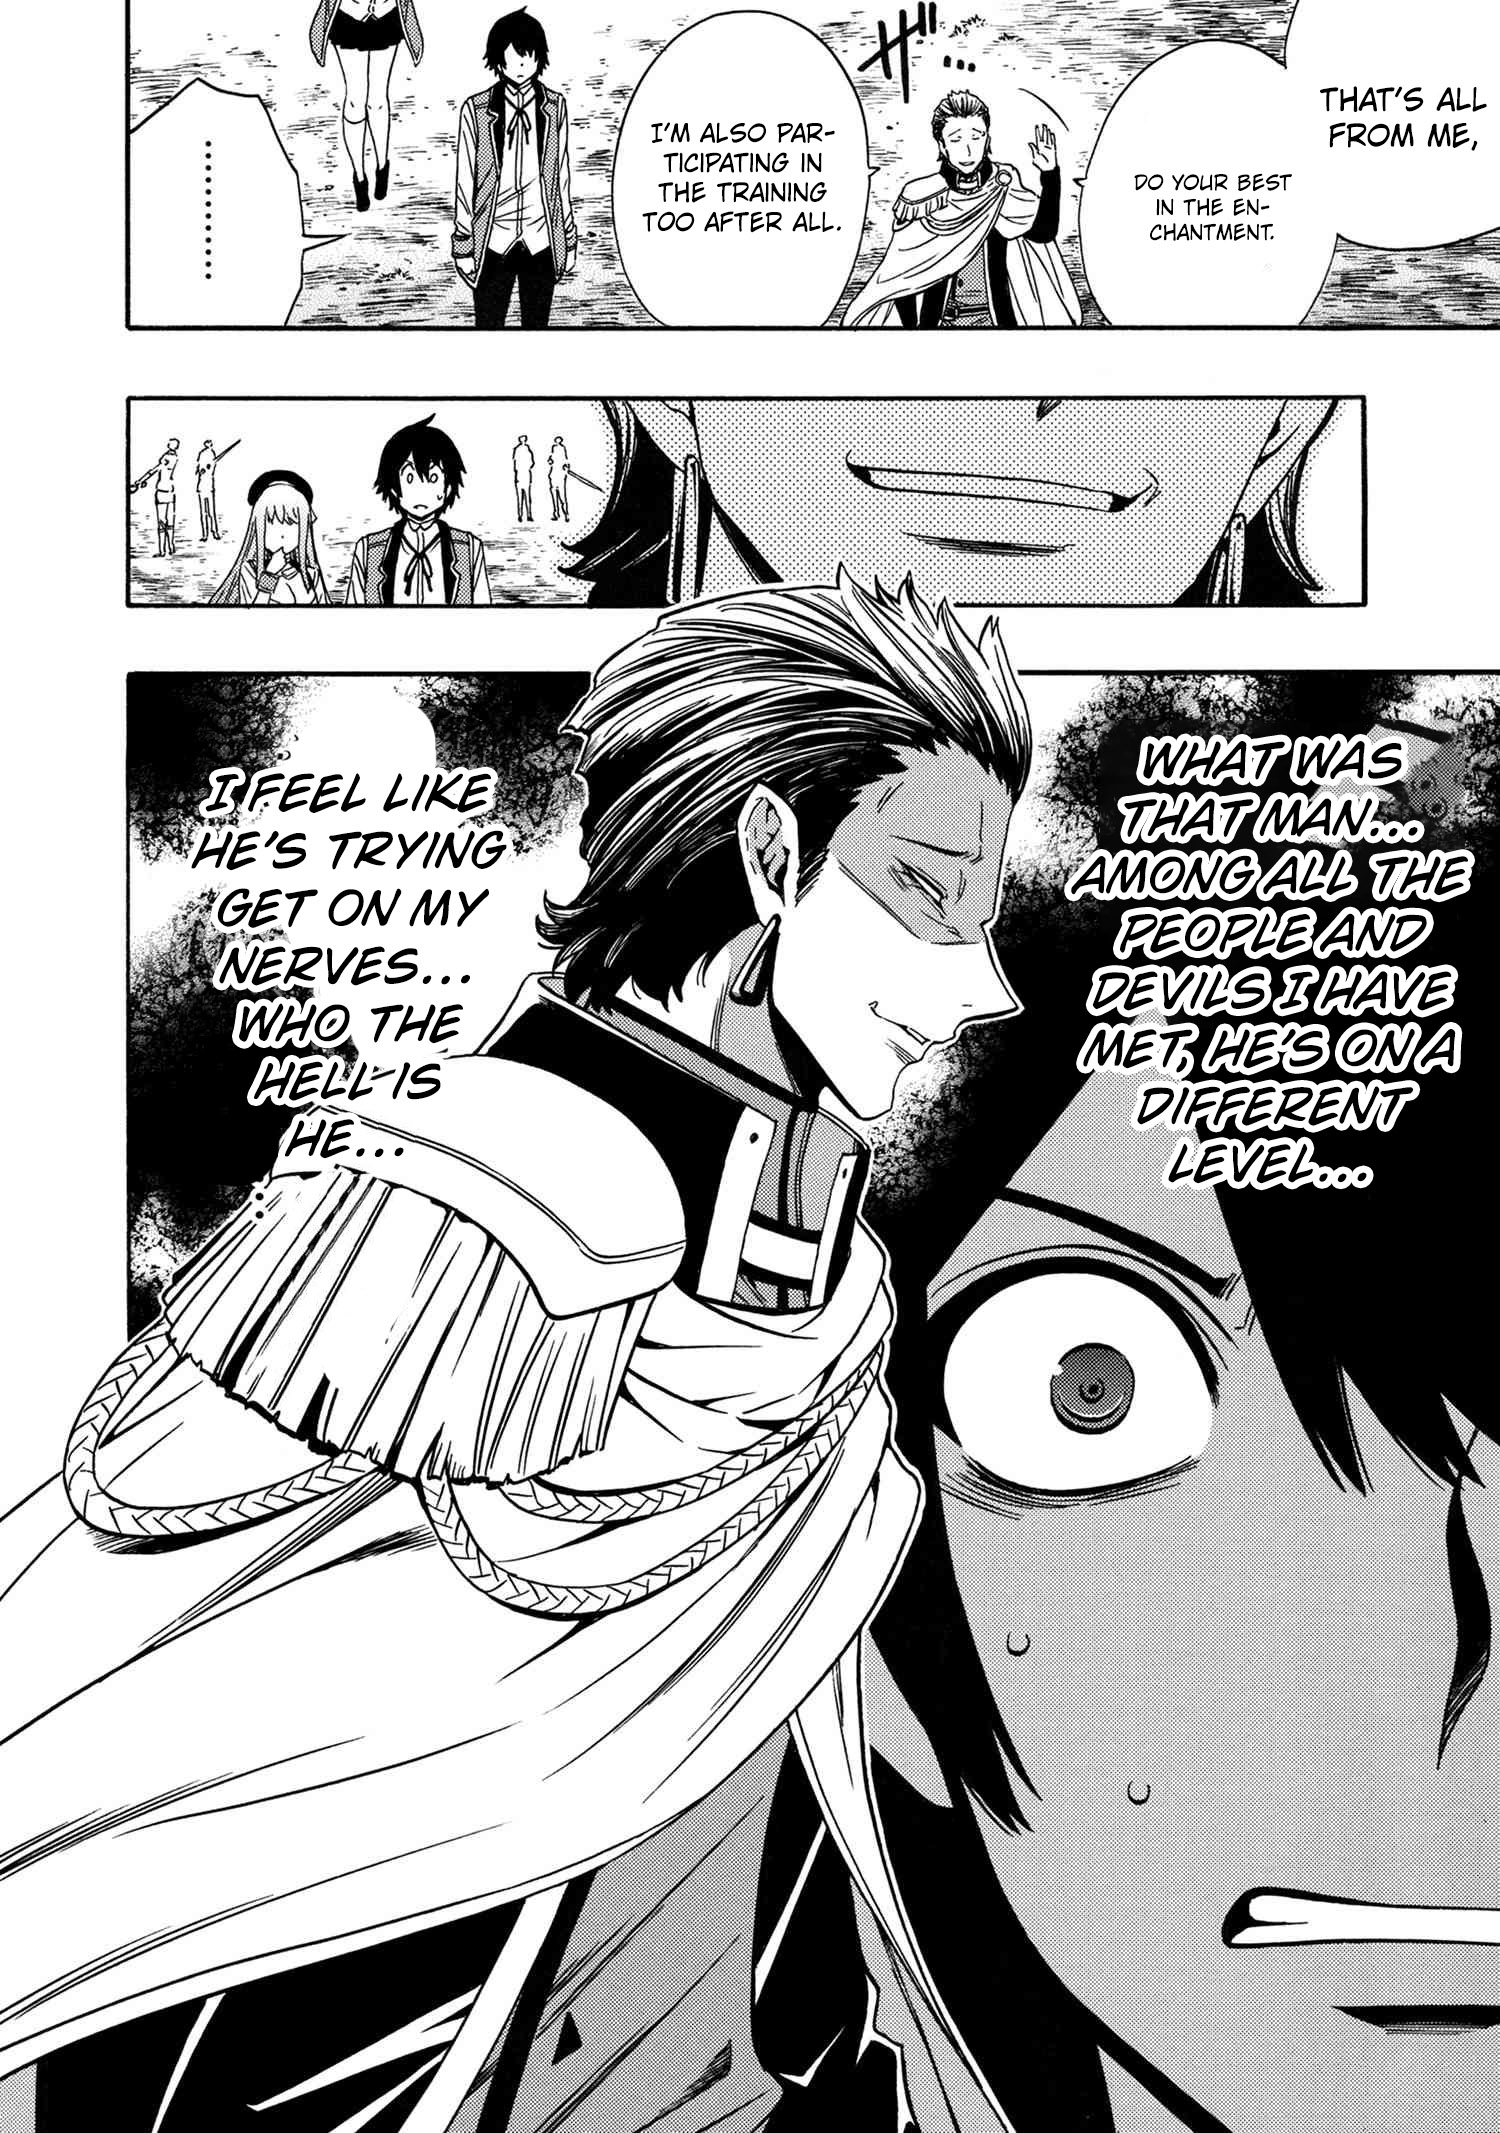 THAT'S ALL
FROM ME,
DO YOUR BEST
IN THE EN-
CHANTMENT.
ザッ
I'M ALSO PAR-
TICIPATING IN
THE TRAINING
TOO AFTER ALL.
.........
WHAT WAS
THAT MAN...
AMONG ALL THE
PEOPLE AND
DEVILS I HAVE
MET, HE'S ON A
DIFFERENT
LEVEL...
I FEEL LIKE
HE'S TRYING
GET ON MY
NERVES...
WHO THE
HELL IS
HE...